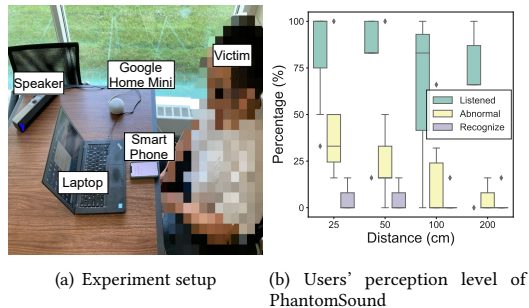 Speaker
Google
Home Mini
Victim
Smart
Phone
Laptop
(a) Experiment setup
Percentage (%)
100
75
50
25
0
Listened
Abnormal
Recognize
25
50
100
200
Distance (cm)
(b) Users' perception level of
PhantomSound